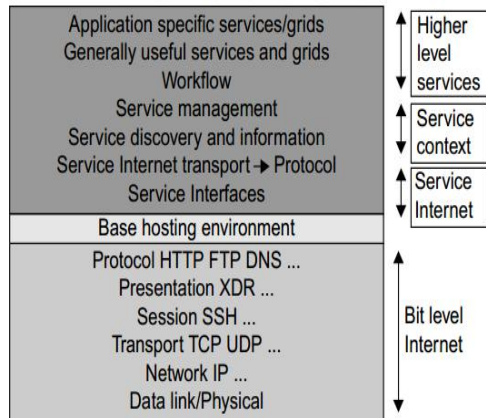 Application specific services/grids
Generally useful services and grids
Workflow
Service management
Service discovery and information
Service Internet transport → Protocol
Service Interfaces
Base hosting environment
Protocol HTTP FTP DNS ...
Presentation XDR ...
Session SSH ...
Transport TCP UDP ...
Network IP ...
Data link/Physical
Higher
level
services
Service
context
Service
Internet
Bit level
Internet